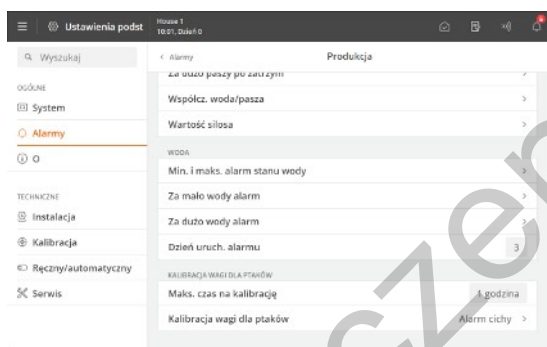 Ustawienia podst
House 1
10:01, Dzień 0
6
Wyszukaj
OGÓLNE
System
Alarmy
O
TECHNICZNE
Instalacja
Kalibracja
Ręczny/automatyczny
Serwis
< Alarmy
Produkcja
Za dużo paszy po zatrzym
Współcz. woda/pasza
Wartość silosa
WODA
Min. i maks. alarm stanu wody
Za mało wody alarm
Za dużo wody alarm
Dzień uruch. alarmu
3
KALIBRACJA WAGI DLA PTAKÓW
Maks. czas na kalibrację
1 godzina
Kalibracja wagi dla ptaków
Alarm cichy